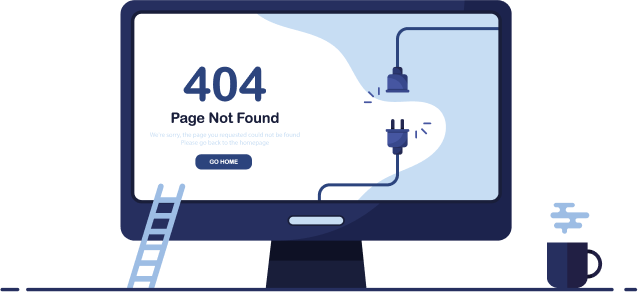 404
Page Not Found
We're sorry, the page you requested could not be found
Please go back to the homepage
GO HOME